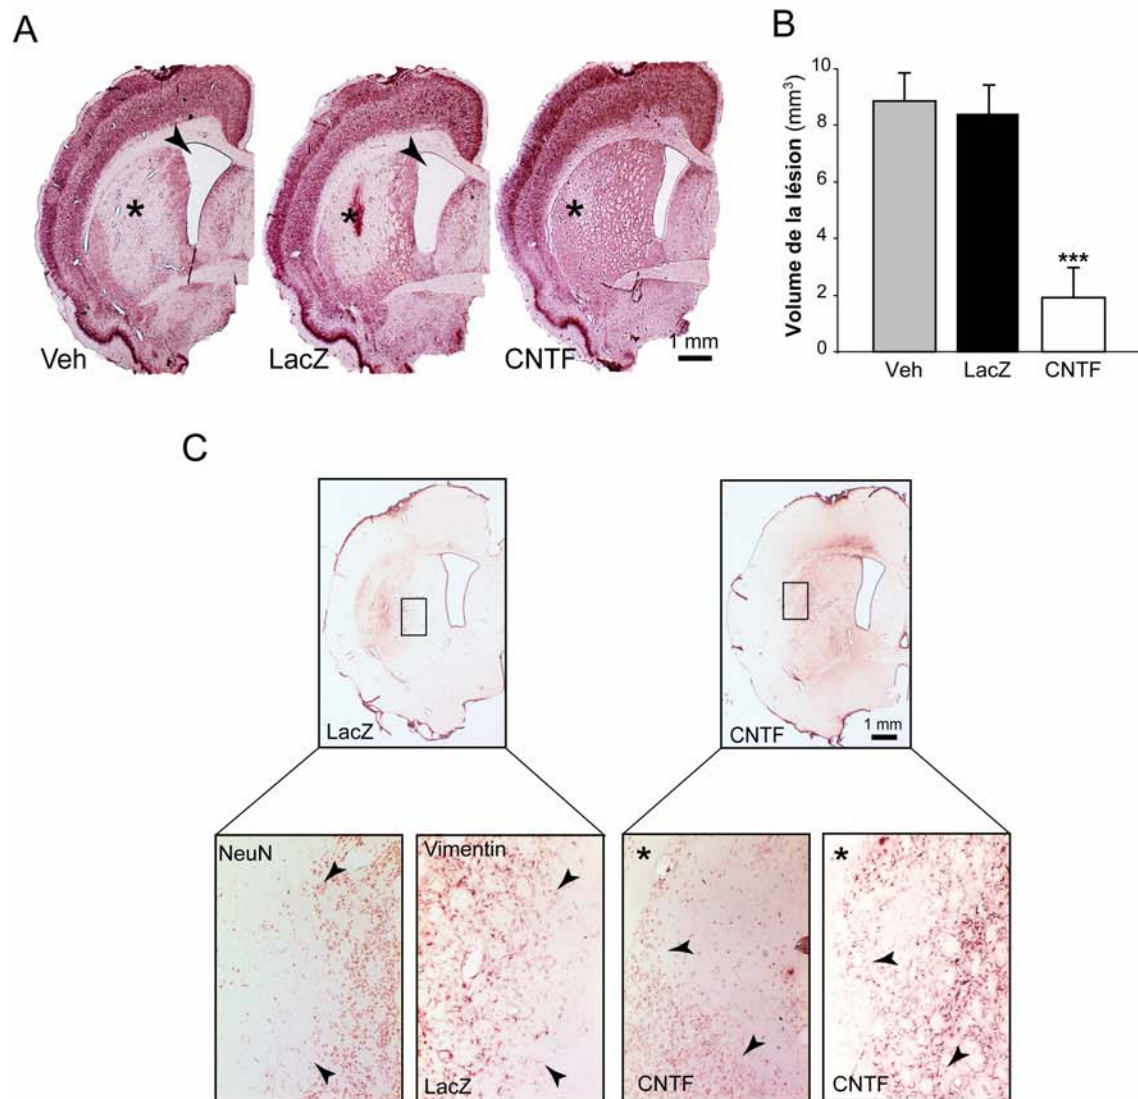 A
B
*
*
*
Veh
LacZ
CNTF
1 mm
Volume de la lésion (mm³)
10
8
6
4
2
0
***
Veh
LacZ
CNTF
C
LacZ
CNTF
1 mm
NeuN
Vimentin
LacZ
*
CNTF
*
CNTF